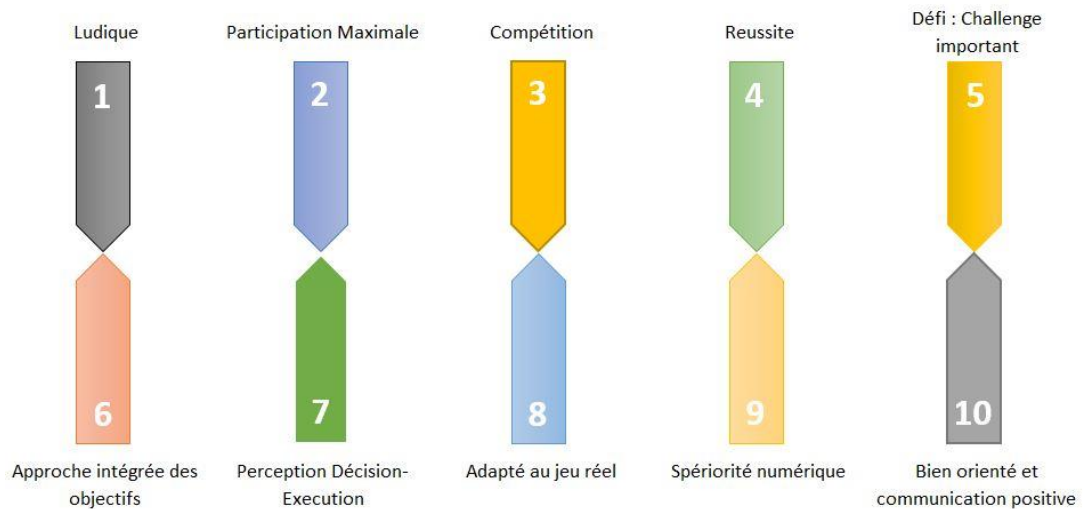 Ludique
Participation Maximale
Compétition
Reussite
Défi : Challenge
important
1
2
3
4
5
6
7
8
9
10
Approche intégrée des
objectifs
Perception Décision-
Execution
Adapté au jeu réel
Spériorité numérique
Bien orienté et
communication positive